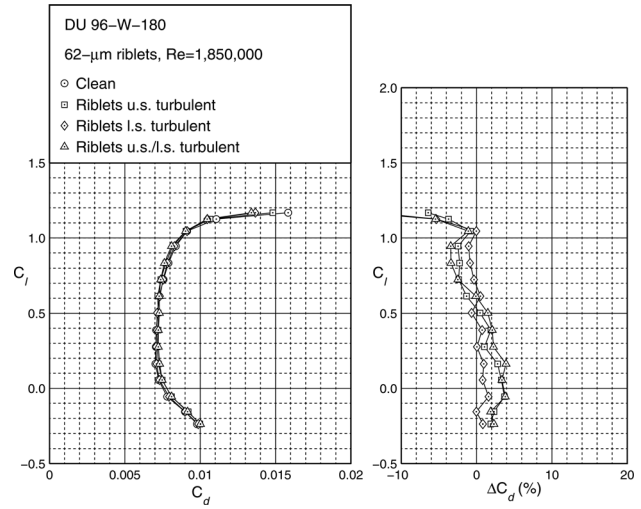 DU 96−W−180
62−μm riblets, Re=1,850,000
Clean
Riblets u.s. turbulent
Riblets l.s. turbulent
Riblets u.s./l.s. turbulent
1.5
1.0
0.5
0.0
−0.5
C_l
0
0.005
0.01
0.015
0.02
C_d
2.0
1.5
1.0
0.5
0.0
−0.5
C_l
−10
0
10
20
ΔC_d (%)